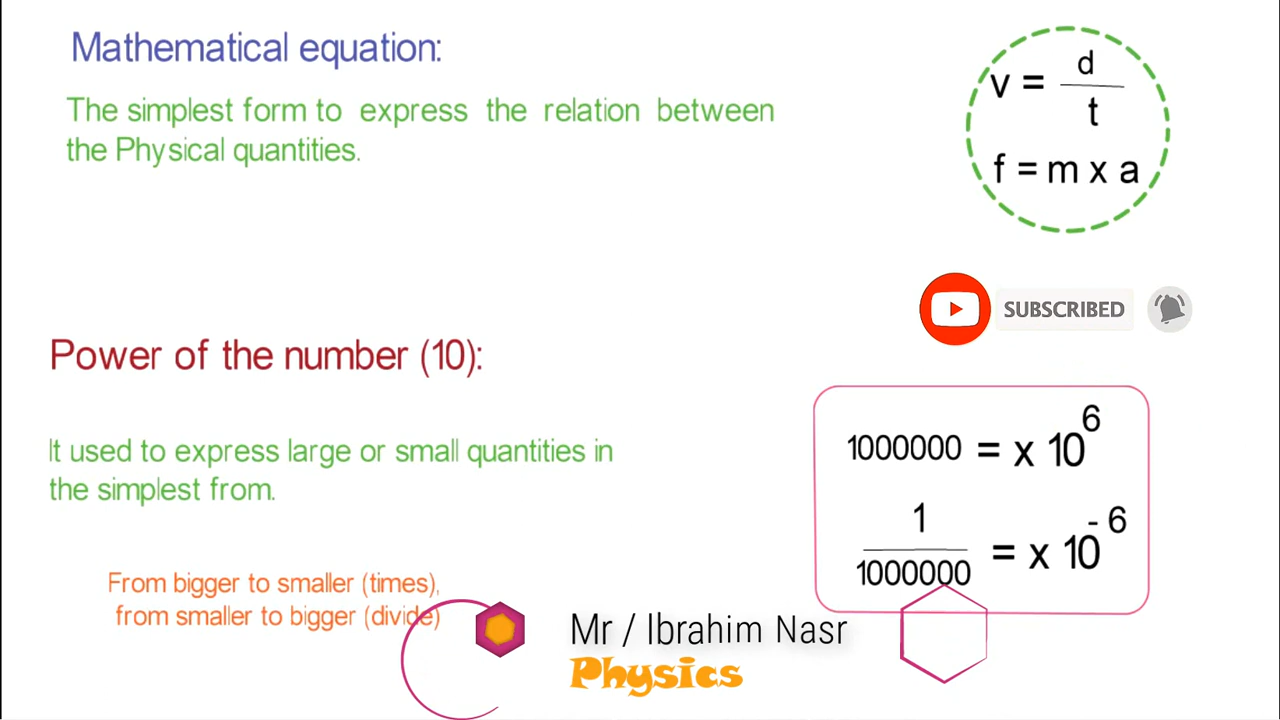 Mathematical equation:
The simplest form to express the relation between
the Physical quantities.
v = d / t
f = m x a
SUBSCRIBED
Power of the number (10):
It used to express large or small quantities in
the simplest from.
1000000 = x 10^6
1 / 1000000 = x 10^-6
From bigger to smaller (times),
from smaller to bigger (divide)
Mr / Ibrahim Nasr
Physics